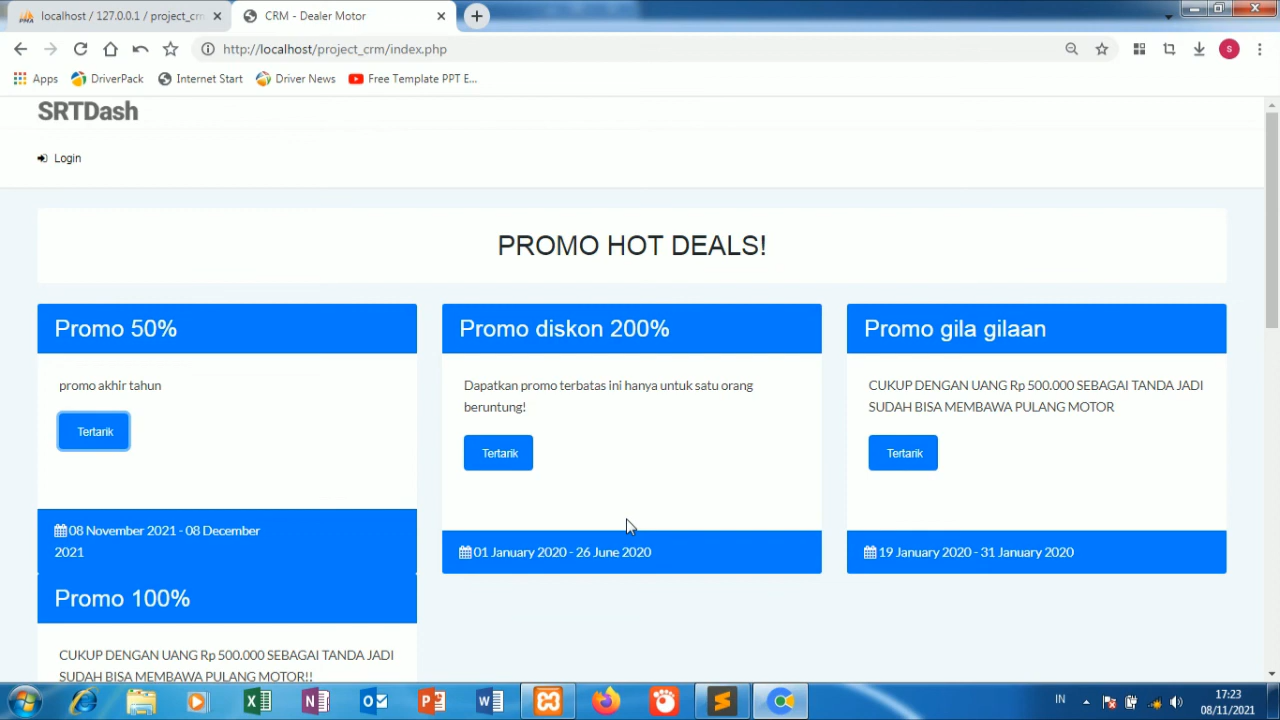 localhost / 127.0.0.1 / project_crm
CRM - Dealer Motor
http://localhost/project_crm/index.php
S
Apps
DriverPack
Internet Start
Driver News
Free Template PPT E...
SRTDash
Login
PROMO HOT DEALS!
Promo 50%
promo akhir tahun
Tertarik
08 November 2021 - 08 December
2021
Promo diskon 200%
Dapatkan promo terbatas ini hanya untuk satu orang
beruntung!
Tertarik
01 January 2020 - 26 June 2020
Promo gila gilaan
CUKUP DENGAN UANG Rp 500.000 SEBAGAI TANDA JADI
SUDAH BISA MEMBAWA PULANG MOTOR
Tertarik
19 January 2020 - 31 January 2020
Promo 100%
CUKUP DENGAN UANG Rp 500.000 SEBAGAI TANDA JADI
SUDAH BISA MEMBAWA PULANG MOTOR!!
IN
17:23
08/11/2021